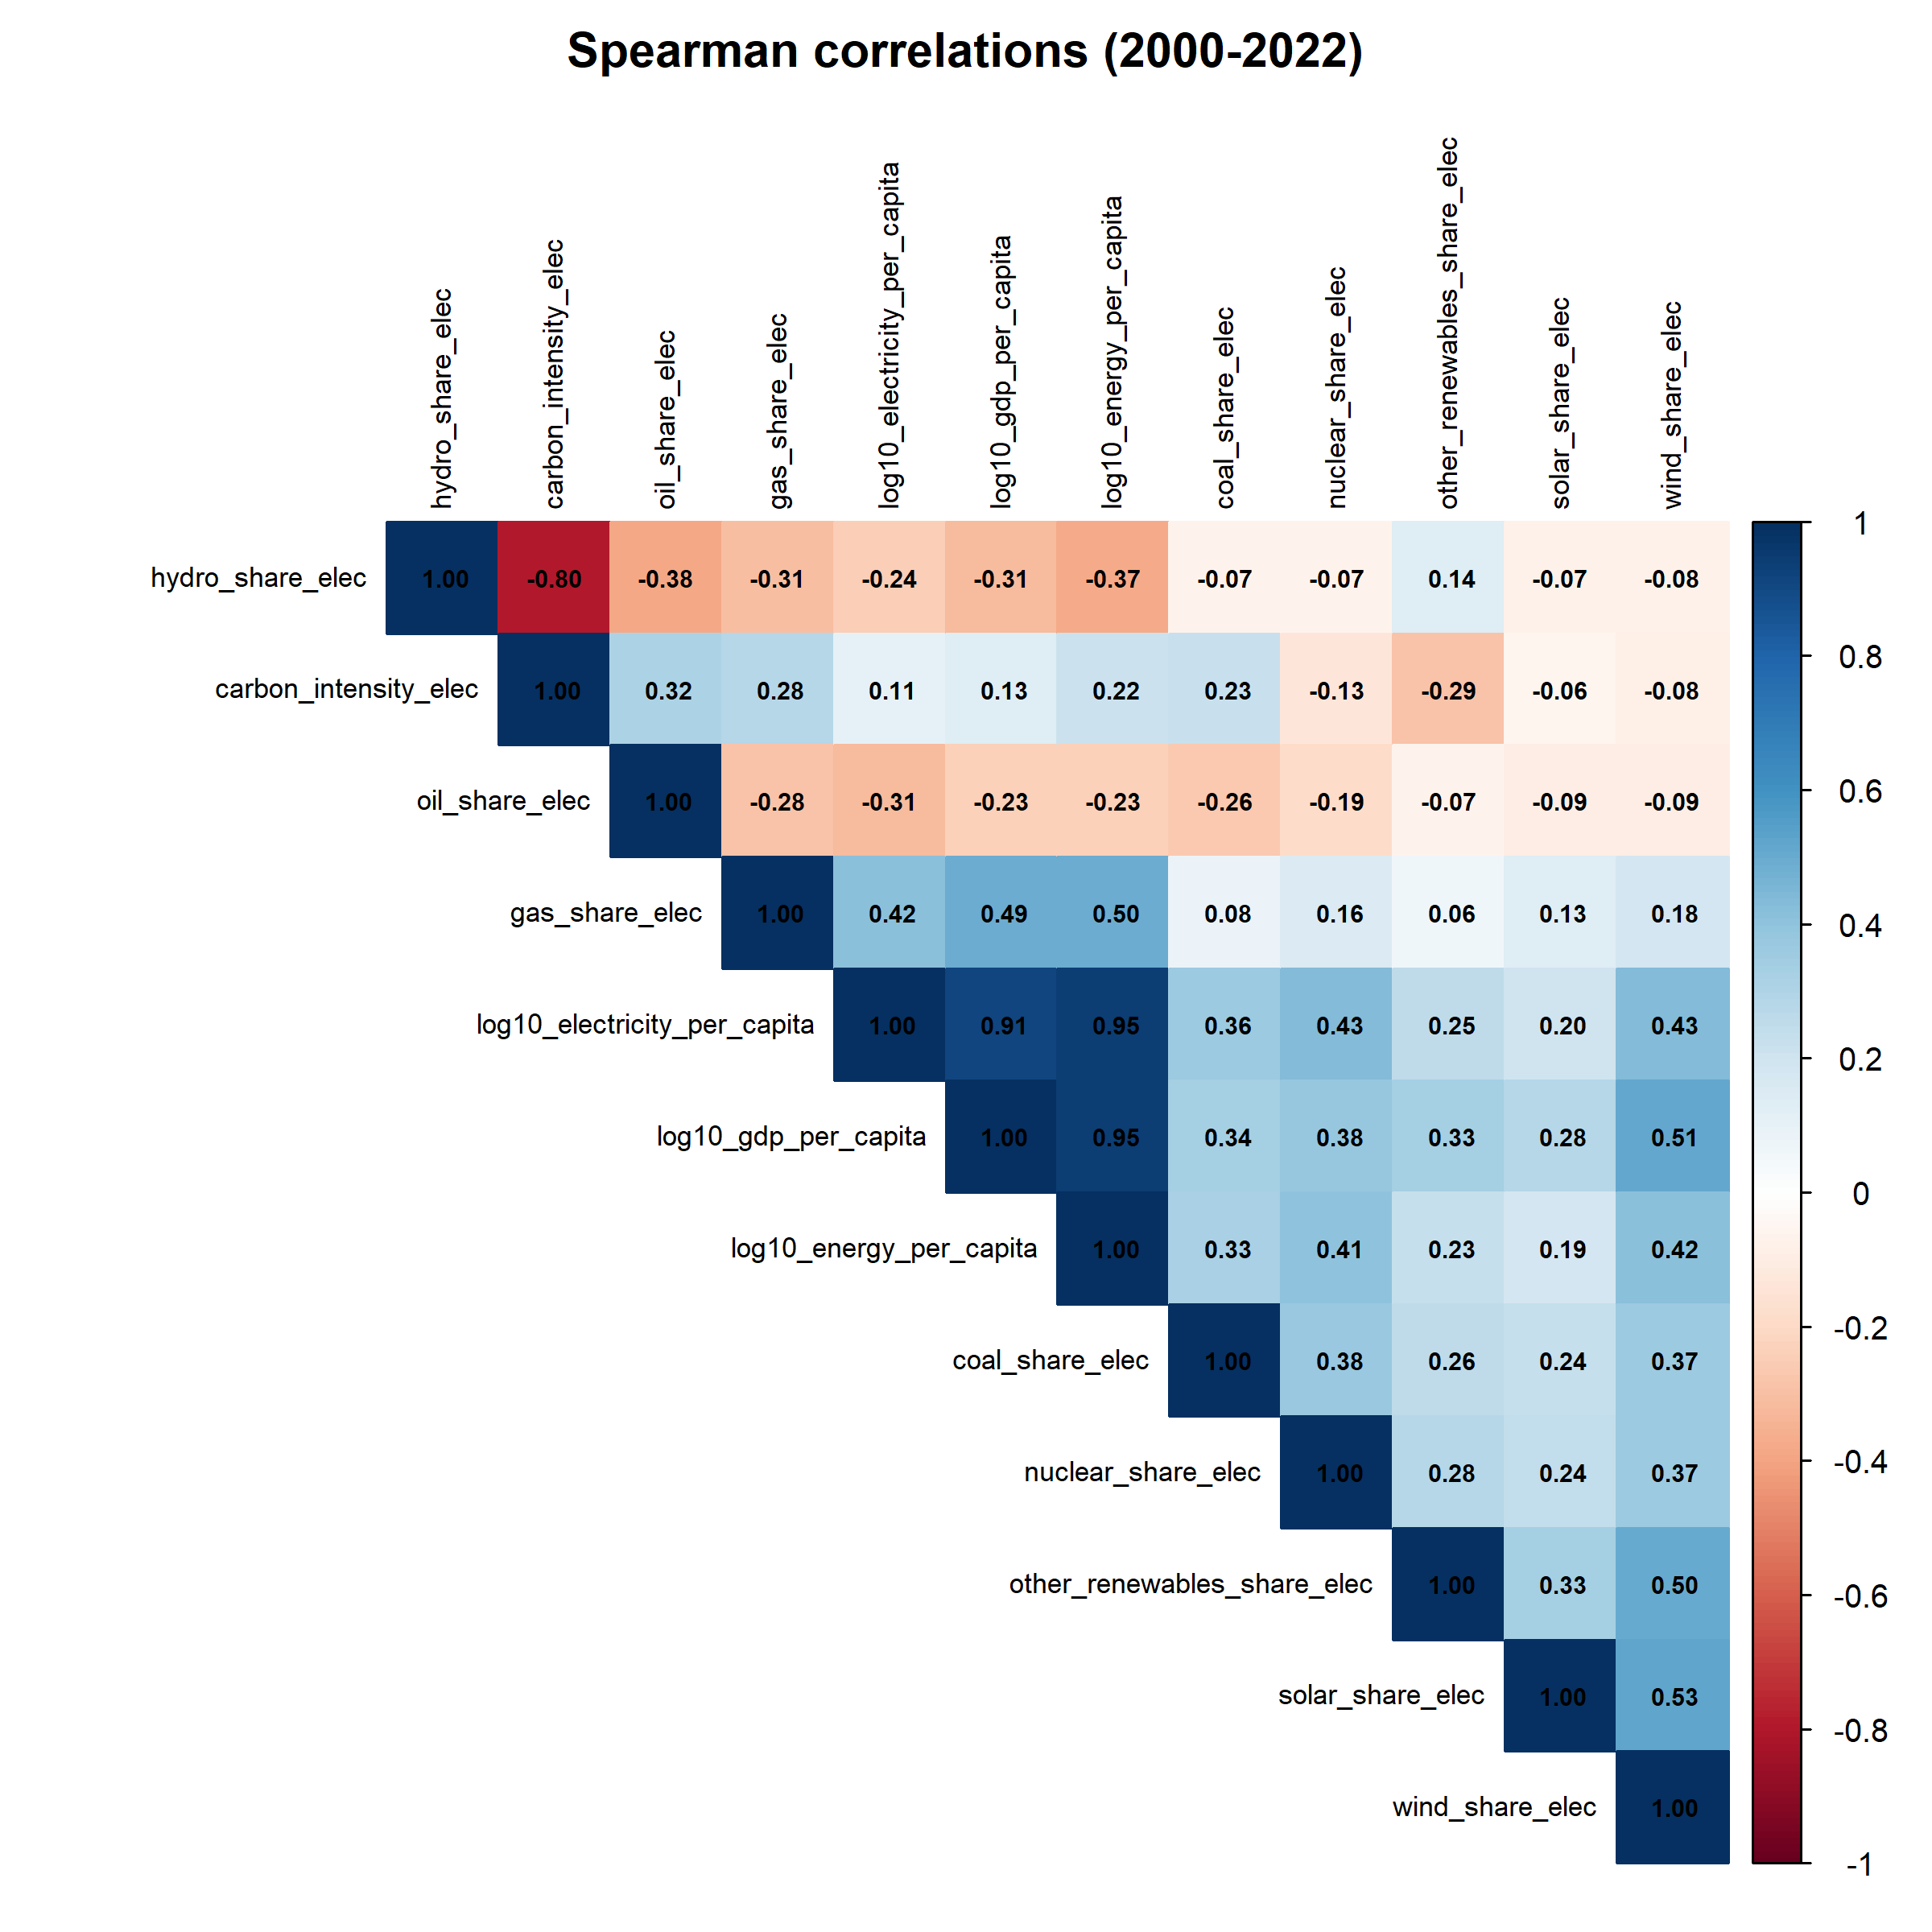 Spearman correlations (2000-2022)
hydro_share_elec
carbon_intensity_elec
oil_share_elec
gas_share_elec
log10_electricity_per_capita
log10_gdp_per_capita
log10_energy_per_capita
coal_share_elec
nuclear_share_elec
other_renewables_share_elec
solar_share_elec
wind_share_elec
hydro_share_elec 1.00 -0.80 -0.38 -0.31 -0.24 -0.31 -0.37 -0.07 -0.07 0.14 -0.07 -0.08
carbon_intensity_elec 1.00 0.32 0.28 0.11 0.13 0.22 0.23 -0.13 -0.29 -0.06 -0.08
oil_share_elec 1.00 -0.28 -0.31 -0.23 -0.23 -0.26 -0.19 -0.07 -0.09 -0.09
gas_share_elec 1.00 0.42 0.49 0.50 0.08 0.16 0.06 0.13 0.18
log10_electricity_per_capita 1.00 0.91 0.95 0.36 0.43 0.25 0.20 0.43
log10_gdp_per_capita 1.00 0.95 0.34 0.38 0.33 0.28 0.51
log10_energy_per_capita 1.00 0.33 0.41 0.23 0.19 0.42
coal_share_elec 1.00 0.38 0.26 0.24 0.37
nuclear_share_elec 1.00 0.28 0.24 0.37
other_renewables_share_elec 1.00 0.33 0.50
solar_share_elec 1.00 0.53
wind_share_elec 1.00
1
0.8
0.6
0.4
0.2
0
-0.2
-0.4
-0.6
-0.8
-1